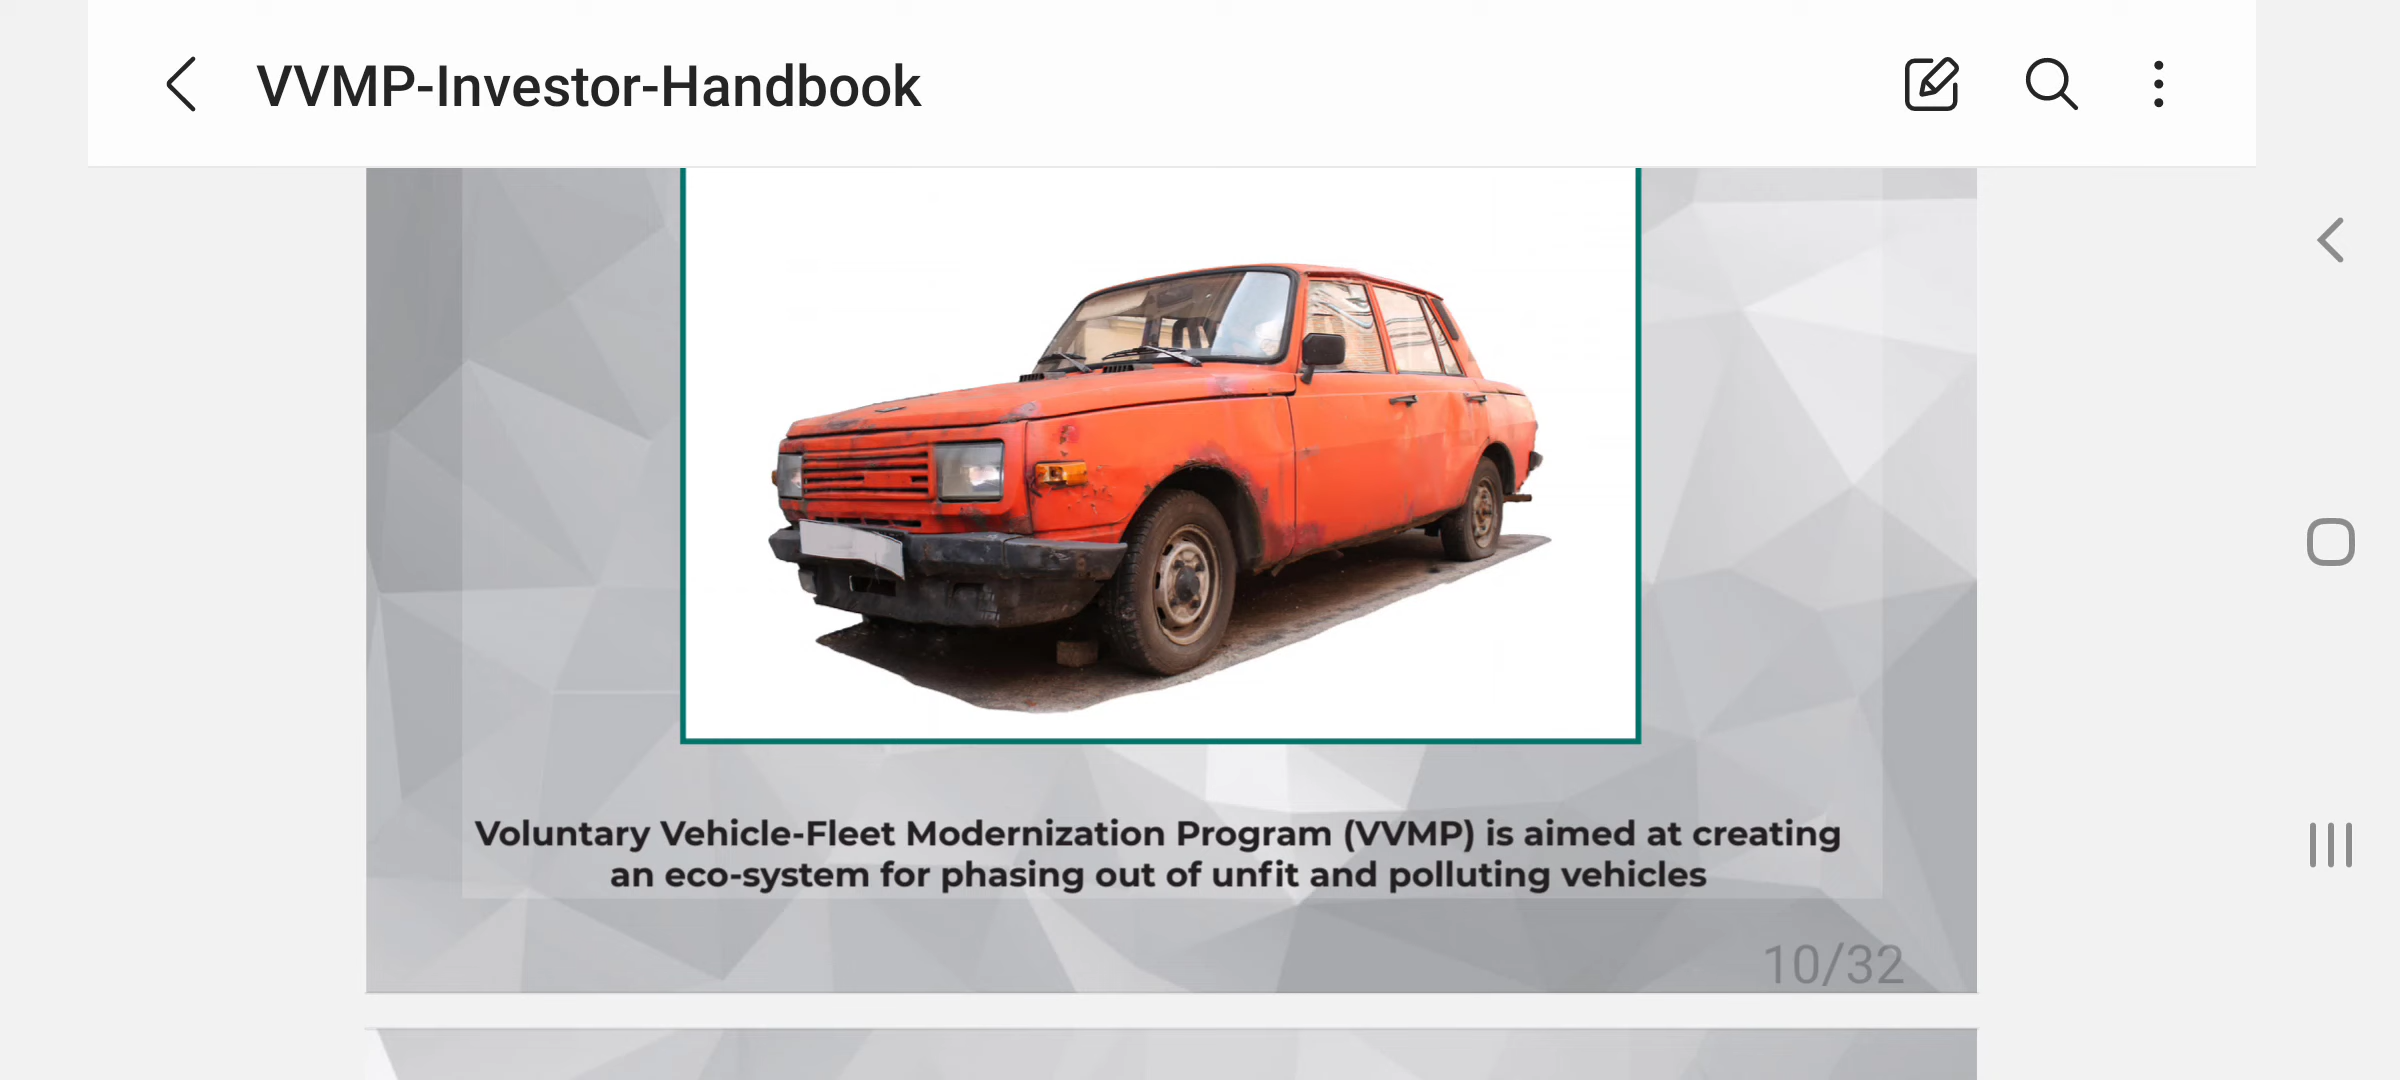 VVMP-Investor-Handbook
Voluntary Vehicle-Fleet Modernization Program (VVMP) is aimed at creating
an eco-system for phasing out of unfit and polluting vehicles
10/32